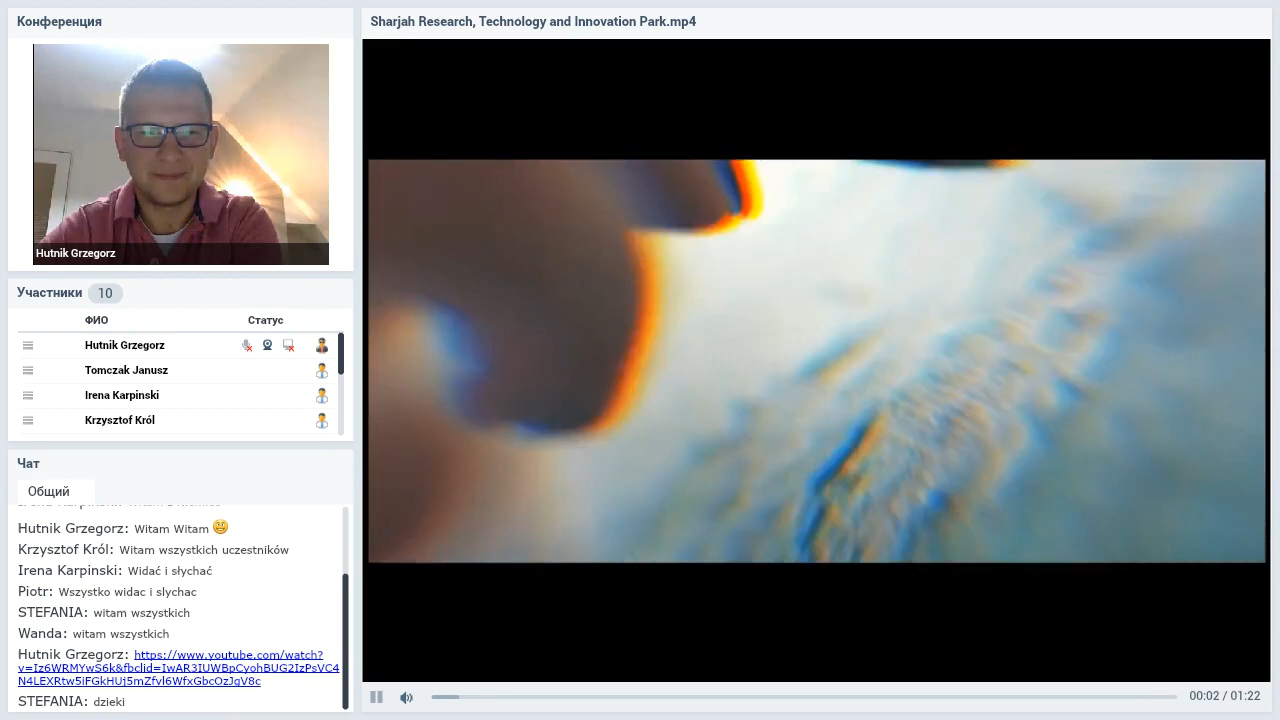 Конференция
Hutnik Grzegorz
Участники 10
ФИО Статус
Hutnik Grzegorz
Tomczak Janusz
Irena Karpinski
Krzysztof Król
Чат
Общий
Hutnik Grzegorz: Witam Witam
Krzysztof Król: Witam wszystkich uczestników
Irena Karpinski: Widać i słychać
Piotr: Wszystko widac i slychac
STEFANIA: witam wszystkich
Wanda: witam wszystkich
Hutnik Grzegorz: https://www.youtube.com/watch?
v=Iz6WRMYwS6k&fbclid=IwAR3IUWBpCyohBUG2IzPsVC4
N4LEXRtw5iFGkHUj5mZfvl6WfxGbcOzJgV8c
STEFANIA: dzieki
Sharjah Research, Technology and Innovation Park.mp4
00:02 / 01:22